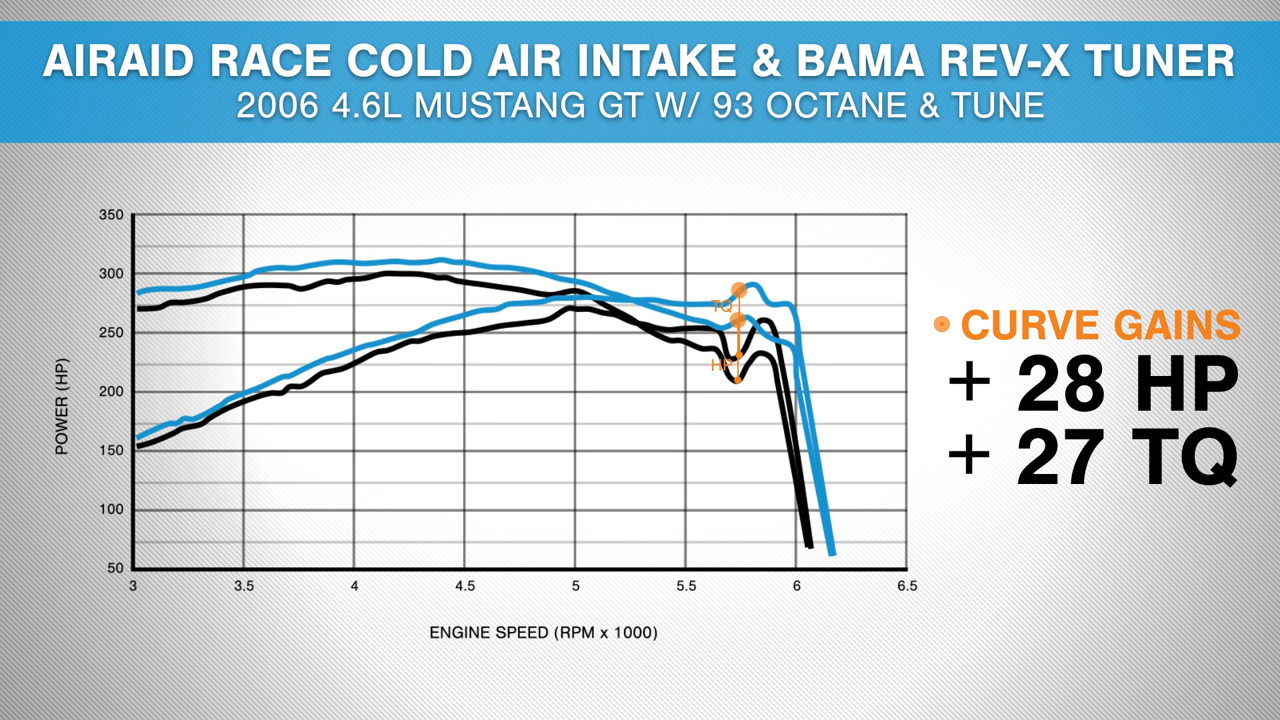 AIRAID RACE COLD AIR INTAKE & BAMA REV-X TUNER
2006 4.6L MUSTANG GT W/ 93 OCTANE & TUNE
350
300
250
200
150
100
50
POWER (HP)
TQ
HP
3
3.5
4
4.5
5
5.5
6
6.5
ENGINE SPEED (RPM x 1000)
CURVE GAINS
+ 28 HP
+ 27 TQ